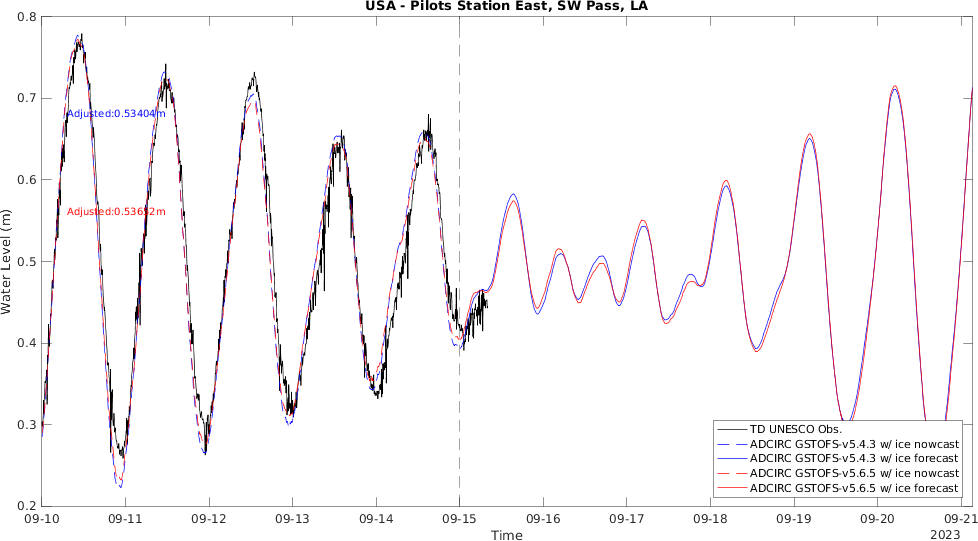 USA - Pilots Station East, SW Pass, LA
0.8
0.7
0.6
0.5
0.4
0.3
0.2
Water Level (m)
Adjusted:0.53404m
Adjusted:0.53652m
TD UNESCO Obs.
ADCIRC GSTOFS-v5.4.3 w/ ice nowcast
ADCIRC GSTOFS-v5.4.3 w/ ice forecast
ADCIRC GSTOFS-v5.6.5 w/ ice nowcast
ADCIRC GSTOFS-v5.6.5 w/ ice forecast
09-10 09-11 09-12 09-13 09-14 09-15 09-16 09-17 09-18 09-19 09-20 09-21
Time
2023